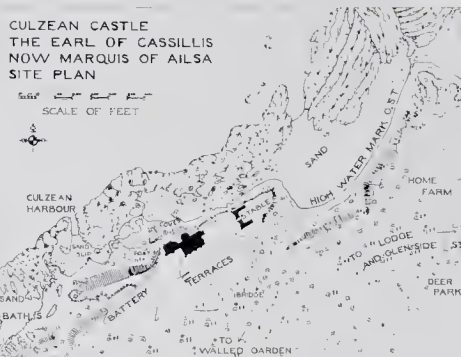 CULZEAN CASTLE
THE EARL OF CASSILLIS
NOW MARQUIS OF AILSA
SITE PLAN
SCALE OF FEET
SAND
HIGH WATER MARK O.S.T
HOME
FARM
CULZEAN
HARBOUR
STABLE
SAND
SLIP
TO LODGE
AND GLENSIDE
TERRACES
DEER
PARK
BATTERY
BRIDGE
SAND
BATHS
TO
WALLED GARDEN